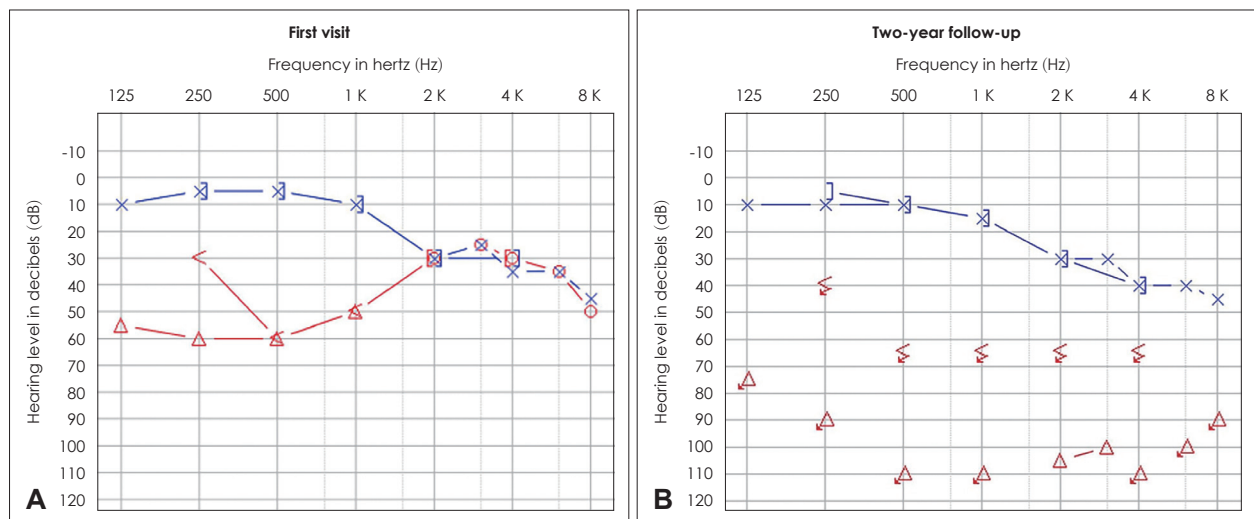 First visit
Frequency in hertz (Hz)
125 250 500 1 K 2 K 4 K 8 K
Hearing level in decibels (dB)
-10
0
10
20
30
40
50
60
70
80
90
100
110
120
A
Two-year follow-up
Frequency in hertz (Hz)
125 250 500 1 K 2 K 4 K 8 K
Hearing level in decibels (dB)
-10
0
10
20
30
40
50
60
70
80
90
100
110
120
B